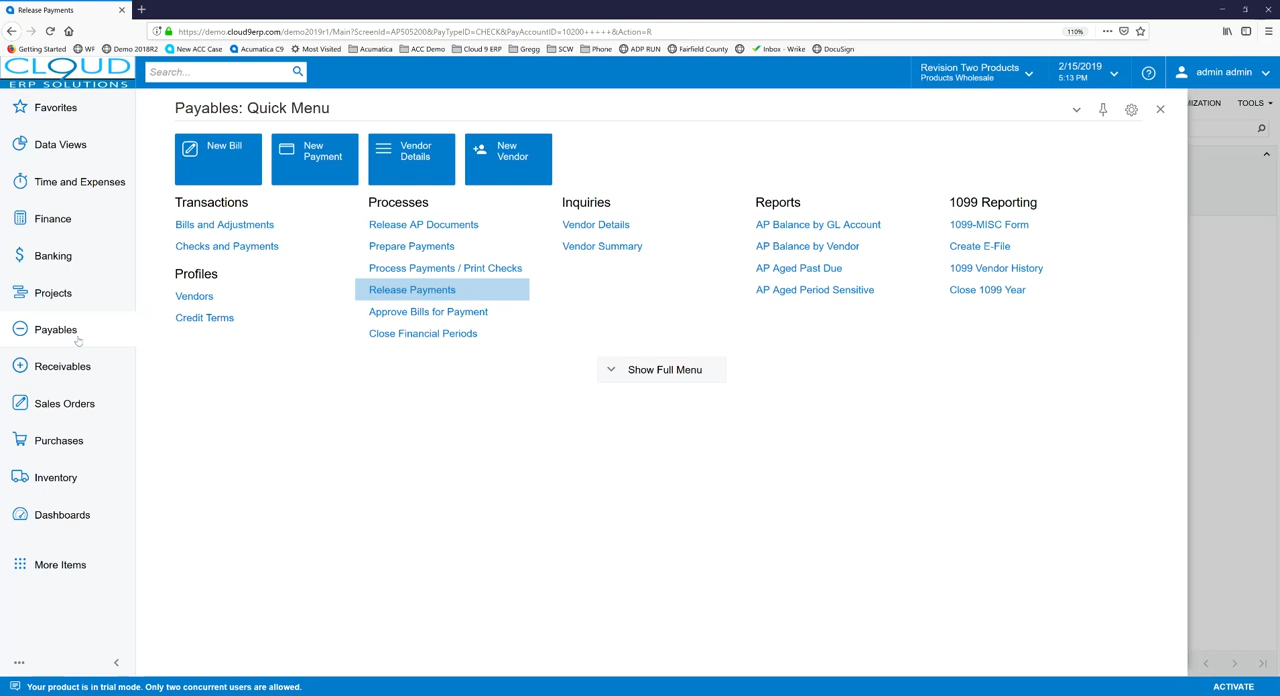 Release Payments
https://demo.cloud9erp.com/demo2019r1/Main?ScreenId=AP505200&PayTypeID=CHECK&PayAccountID=10200+++++&Action=R
110%
Getting Started WF Demo 2018R2 New ACC Case Acumatica C9 Most Visited Acumatica ACC Demo Cloud 9 ERP Gregg SCW Phone ADP RUN Fairfield County Inbox - Wrike DocuSign
CLOUD
ERP SOLUTIONS
Search...
Revision Two Products
Products Wholesale
2/15/2019
5:13 PM
admin admin
Favorites
Data Views
Time and Expenses
Finance
Banking
Projects
Payables
Receivables
Sales Orders
Purchases
Inventory
Dashboards
More Items
Payables: Quick Menu
IZATION TOOLS
New Bill
New
Payment
Vendor
Details
New
Vendor
Transactions
Bills and Adjustments
Checks and Payments
Profiles
Vendors
Credit Terms
Processes
Release AP Documents
Prepare Payments
Process Payments / Print Checks
Release Payments
Approve Bills for Payment
Close Financial Periods
Inquiries
Vendor Details
Vendor Summary
Reports
AP Balance by GL Account
AP Balance by Vendor
AP Aged Past Due
AP Aged Period Sensitive
1099 Reporting
1099-MISC Form
Create E-File
1099 Vendor History
Close 1099 Year
Show Full Menu
Your product is in trial mode. Only two concurrent users are allowed.
ACTIVATE